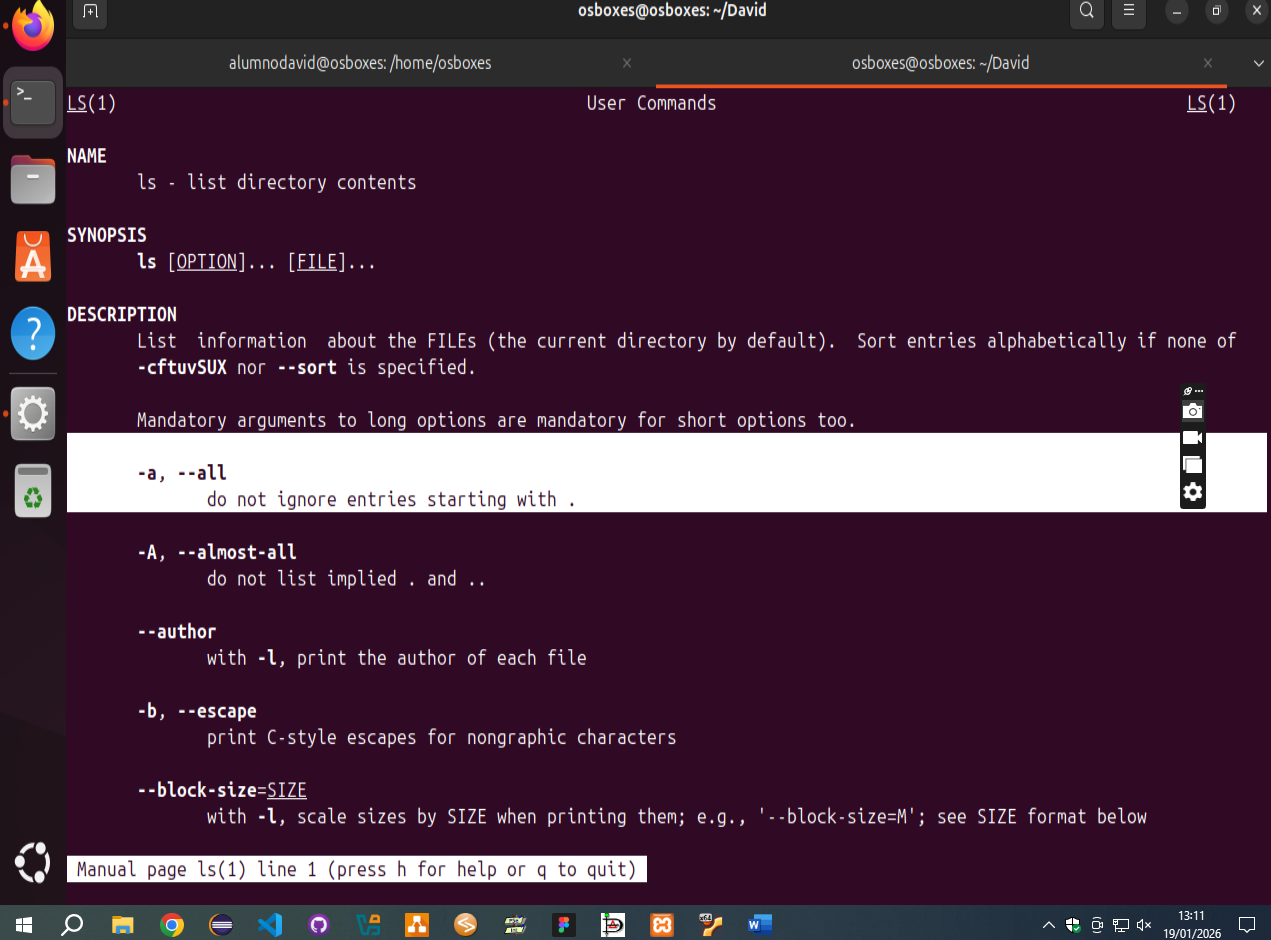 osboxes@osboxes: ~/David
alumnodavid@osboxes: /home/osboxes
osboxes@osboxes: ~/David
LS(1) User Commands LS(1)
NAME
ls - list directory contents
SYNOPSIS
ls [OPTION]... [FILE]...
DESCRIPTION
List information about the FILEs (the current directory by default). Sort entries alphabetically if none of
-cftuvSUX nor --sort is specified.
Mandatory arguments to long options are mandatory for short options too.
-a, --all
do not ignore entries starting with .
-A, --almost-all
do not list implied . and ..
--author
with -l, print the author of each file
-b, --escape
print C-style escapes for nongraphic characters
--block-size=SIZE
with -l, scale sizes by SIZE when printing them; e.g., '--block-size=M'; see SIZE format below
Manual page ls(1) line 1 (press h for help or q to quit)
13:11
19/01/2026